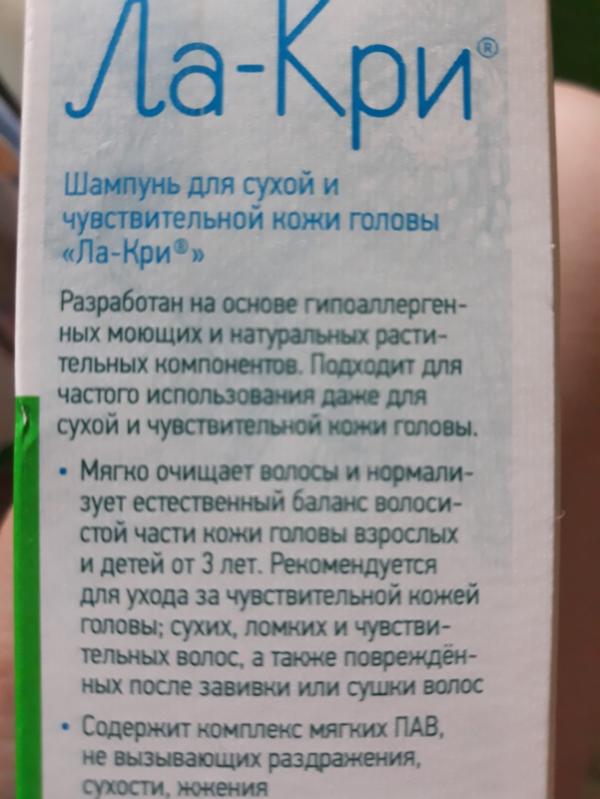 Ла-Кри®
Шампунь для сухой и
чувствительной кожи головы
«Ла-Кри®»
Разработан на основе гипоаллерген-
ных моющих и натуральных расти-
тельных компонентов. Подходит для
частого использования даже для
сухой и чувствительной кожи головы.
• Мягко очищает волосы и нормали-
зует естественный баланс волоси-
стой части кожи головы взрослых
и детей от 3 лет. Рекомендуется
для ухода за чувствительной кожей
головы; сухих, ломких и чувстви-
тельных волос, а также повреждён-
ных после завивки или сушки волос
• Содержит комплекс мягких ПАВ,
не вызывающих раздражения,
сухости, жжения